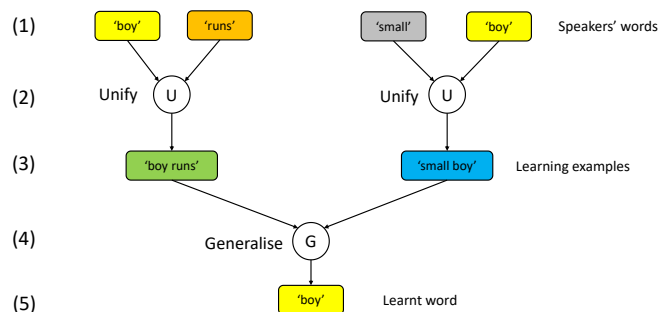 (1) ‘boy’ ‘runs’ ‘small’ ‘boy’ Speakers’ words
(2) Unify U Unify U
(3) ‘boy runs’ ‘small boy’ Learning examples
(4) Generalise G
(5) ‘boy’ Learnt word